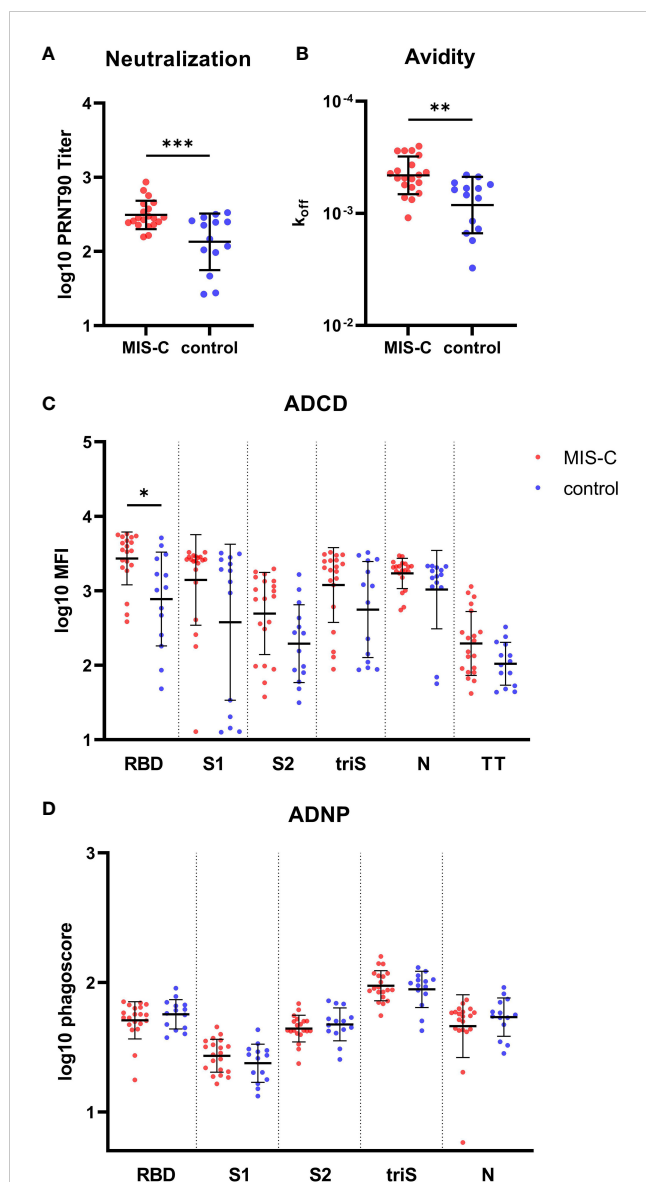 A
Neutralization
log10 PRNT90 Titer
4
3
2
1
***
MIS-C control
B
Avidity
k_off
10^-4
10^-3
10^-2
**
MIS-C control
C
ADCD
log10 MFI
5
4
3
2
1
*
MIS-C
control
RBD S1 S2 triS N TT
D
ADNP
log10 phagoscore
3
2
1
RBD S1 S2 triS N